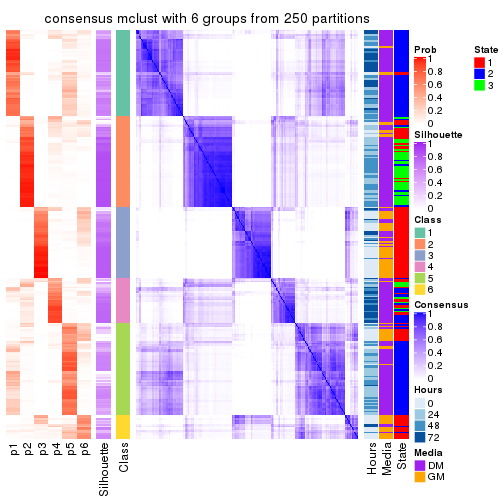 consensus mclust with 6 groups from 250 partitions
Prob
1
0.8
0.6
0.4
0.2
0
State
1
2
3
Silhouette
1
0.8
0.6
0.4
0.2
0
Class
1
2
3
4
5
6
Consensus
1
0.8
0.6
0.4
0.2
0
Hours
0
24
48
72
Media
DM
GM
p1
p2
p3
p4
p5
p6
Silhouette
Class
Hours
Media
State